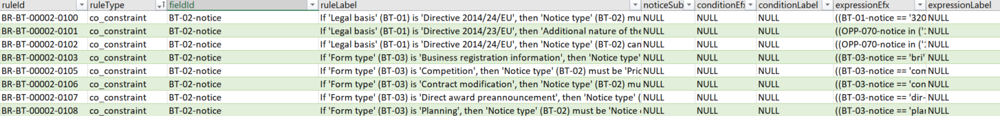 ruleId ruleType fieldId ruleLabel noticeSub conditionEfx conditionLabel expressionEfx expressionLabel
BR-BT-00002-0100 co_constraint BT-02-notice If 'Legal basis' (BT-01) is 'Directive 2014/24/EU', then 'Notice type' (BT-02) mu NULL NULL NULL ((BT-01-notice == '320 NULL
BR-BT-00002-0101 co_constraint BT-02-notice If 'Legal basis' (BT-01) is 'Directive 2014/23/EU', then 'Additional nature of the NULL NULL NULL ((OPP-070-notice in (' NULL
BR-BT-00002-0102 co_constraint BT-02-notice If 'Legal basis' (BT-01) is 'Directive 2014/24/EU', then 'Notice type' (BT-02) can NULL NULL NULL ((OPP-070-notice in (' NULL
BR-BT-00002-0103 co_constraint BT-02-notice If 'Form type' (BT-03) is 'Business registration information', then 'Notice type' NULL NULL NULL ((BT-03-notice == 'bri' NULL
BR-BT-00002-0105 co_constraint BT-02-notice If 'Form type' (BT-03) is 'Competition', then 'Notice type' (BT-02) must be 'Pric NULL NULL NULL ((BT-03-notice == 'con NULL
BR-BT-00002-0106 co_constraint BT-02-notice If 'Form type' (BT-03) is 'Contract modification', then 'Notice type' (BT-02) mu NULL NULL NULL ((BT-03-notice == 'con NULL
BR-BT-00002-0107 co_constraint BT-02-notice If 'Form type' (BT-03) is 'Direct award preannouncement', then 'Notice type' ( NULL NULL NULL ((BT-03-notice == 'dir- NULL
BR-BT-00002-0108 co_constraint BT-02-notice If 'Form type' (BT-03) is 'Planning', then 'Notice type' (BT-02) must be 'Notice NULL NULL NULL ((BT-03-notice == 'plan NULL